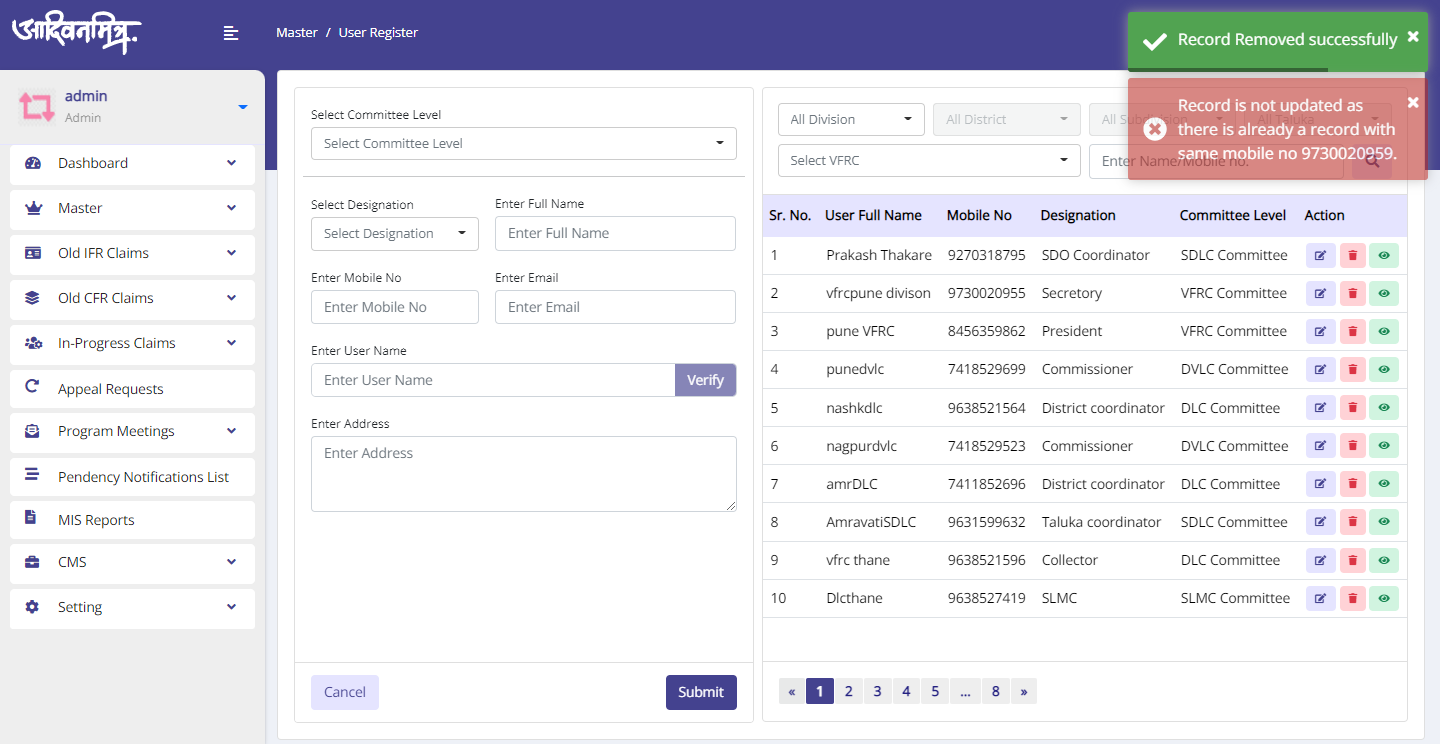 आदिवनमित्र
Master / User Register
Record Removed successfully
Record is not updated as
there is already a record with
same mobile no 9730020959.
admin
Admin
Dashboard
Master
Old IFR Claims
Old CFR Claims
In-Progress Claims
Appeal Requests
Program Meetings
Pendency Notifications List
MIS Reports
CMS
Setting
Select Committee Level
Select Committee Level
Select Designation Enter Full Name
Select Designation Enter Full Name
Enter Mobile No Enter Email
Enter Mobile No Enter Email
Enter User Name
Enter User Name Verify
Enter Address
Enter Address
Cancel Submit
All Division All District All Subdivision All Taluka
Select VFRC Enter Name/Mobile no.
Sr. No. User Full Name Mobile No Designation Committee Level Action
1 Prakash Thakare 9270318795 SDO Coordinator SDLC Committee
2 vfrcpune divison 9730020955 Secretory VFRC Committee
3 pune VFRC 8456359862 President VFRC Committee
4 punedvlc 7418529699 Commissioner DVLC Committee
5 nashkdlc 9638521564 District coordinator DLC Committee
6 nagpurdvlc 7418529523 Commissioner DVLC Committee
7 amrDLC 7411852696 District coordinator DLC Committee
8 AmravatiSDLC 9631599632 Taluka coordinator SDLC Committee
9 vfrc thane 9638521596 Collector DLC Committee
10 Dlcthane 9638527419 SLMC SLMC Committee
« 1 2 3 4 5 ... 8 »